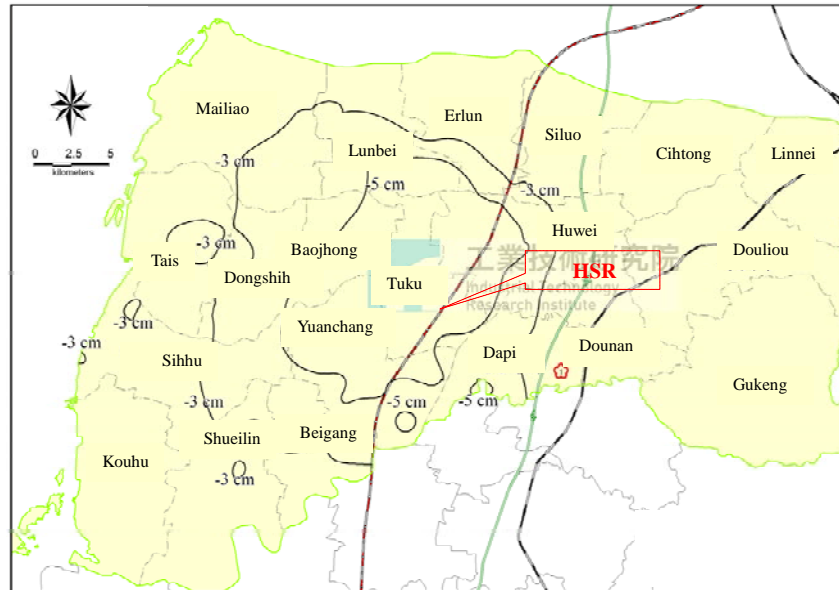 Mailiao
Erlun
Siluo
Lunbei
Cihtong
Linnei
0 2.5 5
kilometers
-3 cm
-5 cm
-3 cm
Huwei
-3 cm
Baojhong
Tais
Dongshih
Tuku
工業技術研究院
Industrial Technology
Research Institute
HSR
Douliou
-3 cm
Yuanchang
-3 cm
Sihhu
Dapi
Dounan
Gukeng
-3 cm
-5 cm
-5 cm
Shueilin
Beigang
Kouhu
-3 cm